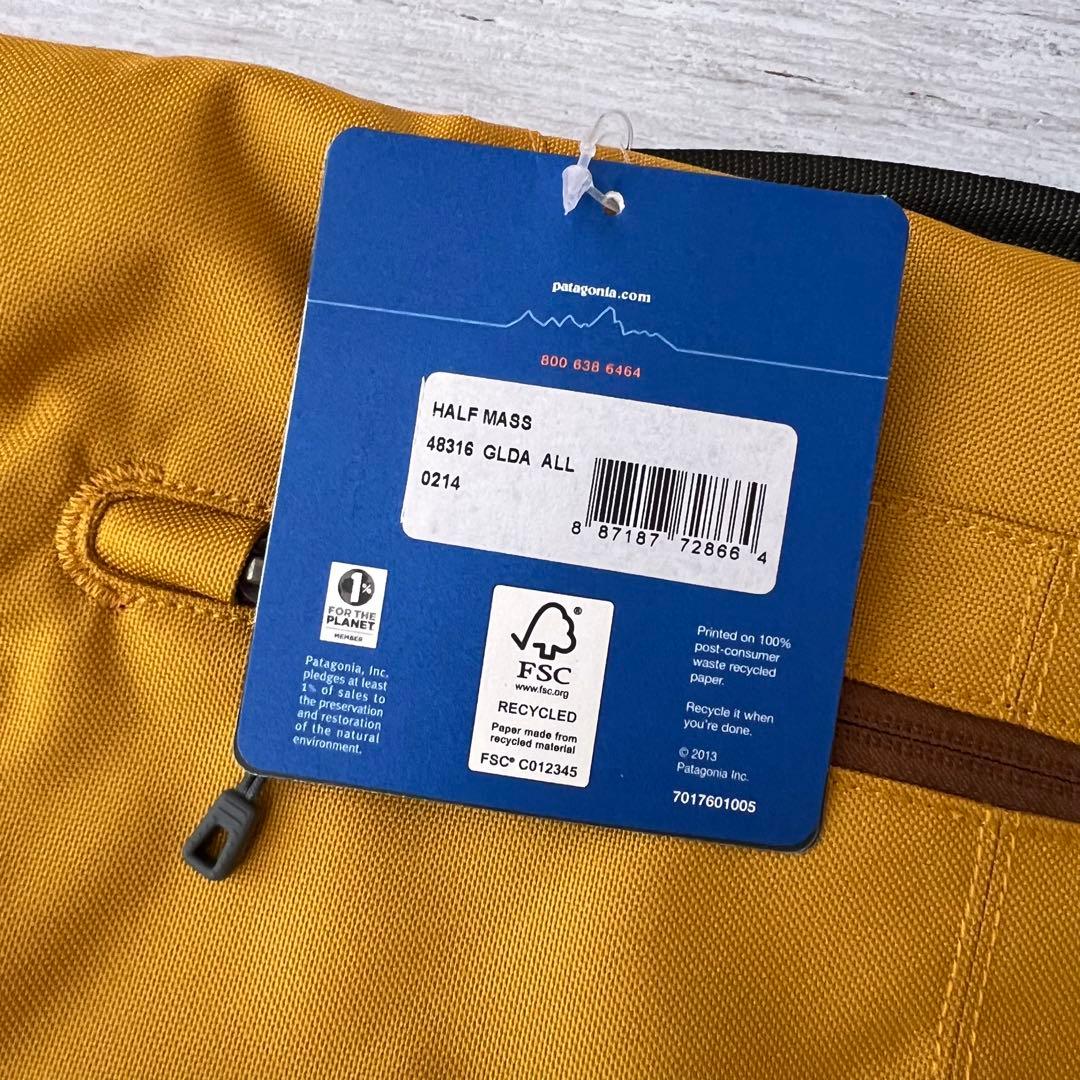 patagonia.com
800 638 6464
HALF MASS
48316 GLDA ALL
0214
8 87187 72866 4
1%
FOR THE
PLANET
MEMBER
Patagonia, Inc.
pledges at least
1% of sales to
the preservation
and restoration
of the natural
environment.
®
FSC
www.fsc.org
RECYCLED
Paper made from
recycled material
FSC® C012345
Printed on 100%
post-consumer
waste recycled
paper.
Recycle it when
you're done.
© 2013
Patagonia Inc.
7017601005